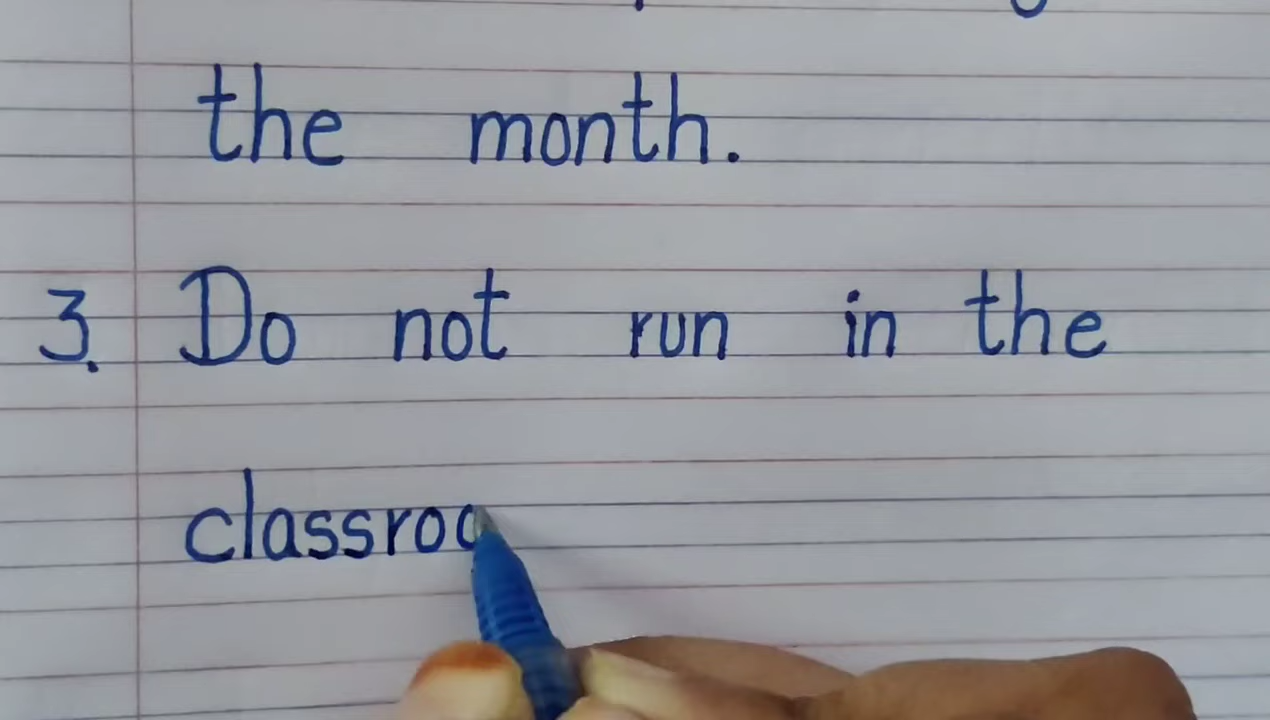 the month.
3. Do not run in the
classroo